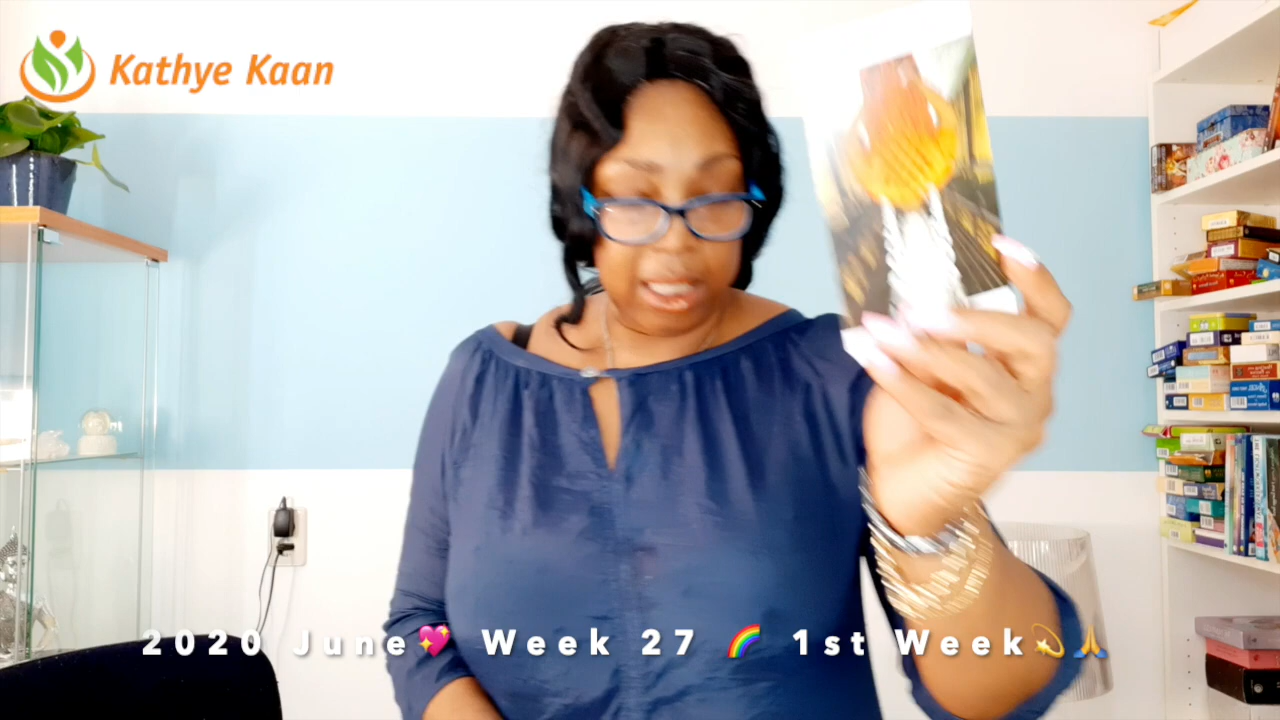 Kathye Kaan
2020 June💖 Week 27 🌈 1st Week💫🙏